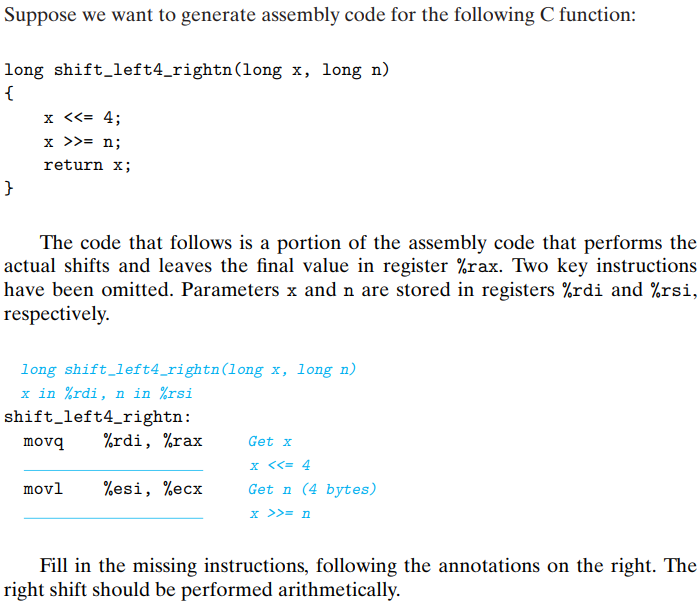 Suppose we want to generate assembly code for the following C function:
long shift_left4_rightn(long x, long n)
{
x <<= 4;
x >>= n;
return x;
}
The code that follows is a portion of the assembly code that performs the
actual shifts and leaves the final value in register %rax. Two key instructions
have been omitted. Parameters x and n are stored in registers %rdi and %rsi,
respectively.
long shift_left4_rightn(long x, long n)
x in %rdi, n in %rsi
shift_left4_rightn:
movq %rdi, %rax Get x
x <<= 4
movl %esi, %ecx Get n (4 bytes)
x >>= n
Fill in the missing instructions, following the annotations on the right. The
right shift should be performed arithmetically.